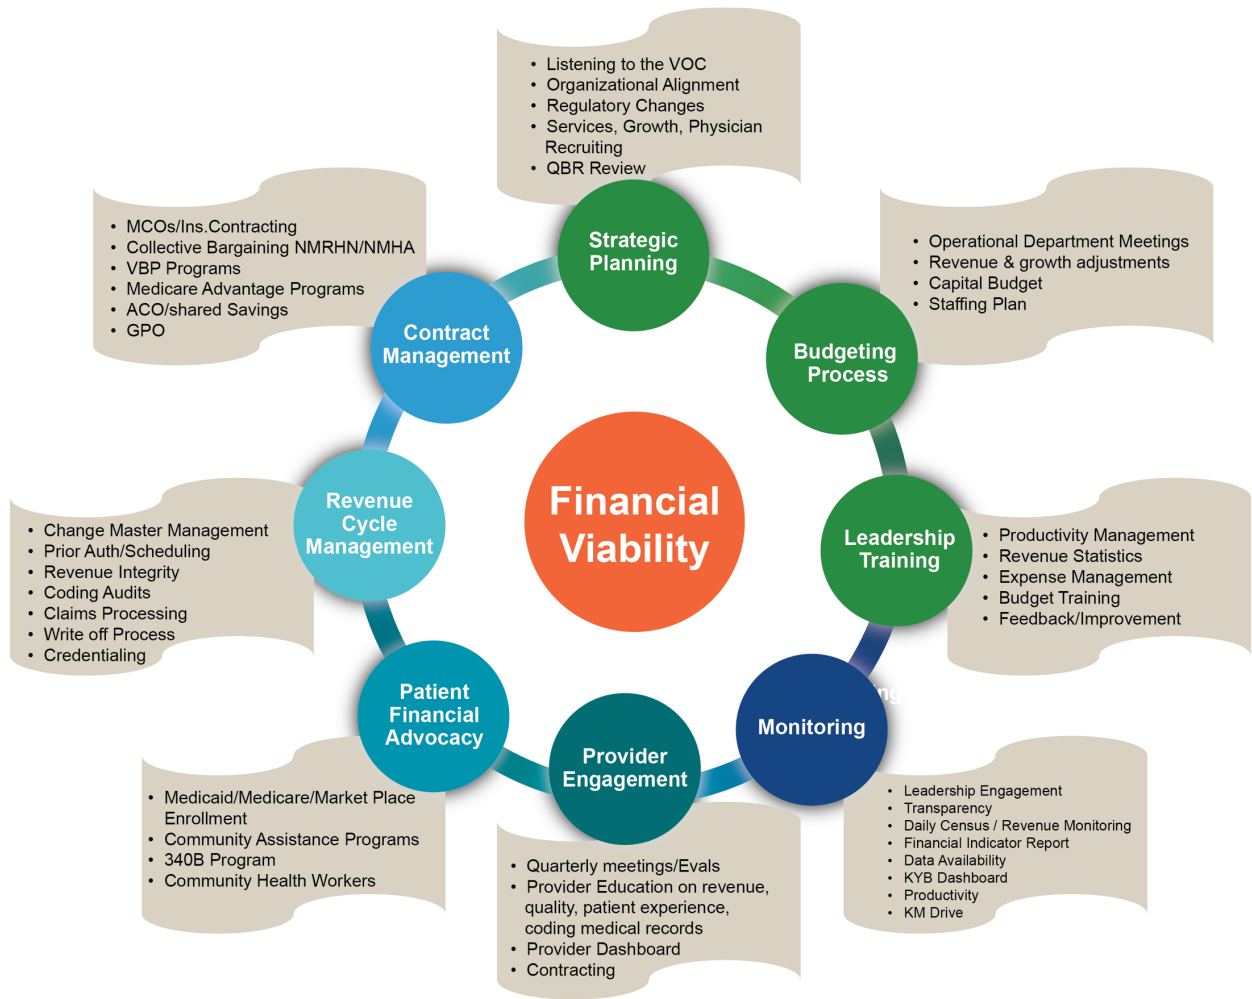 • Listening to the VOC
• Organizational Alignment
• Regulatory Changes
• Services, Growth, Physician
Recruiting
• QBR Review
Strategic
Planning
• MCOs/Ins.Contracting
• Collective Bargaining NMRHN/NMHA
• VBP Programs
• Medicare Advantage Programs
• ACO/shared Savings
• GPO
Contract
Management
• Operational Department Meetings
• Revenue & growth adjustments
• Capital Budget
• Staffing Plan
Budgeting
Process
Financial
Viability
• Change Master Management
• Prior Auth/Scheduling
• Revenue Integrity
• Coding Audits
• Claims Processing
• Write off Process
• Credentialing
Revenue
Cycle
Management
Leadership
Training
• Productivity Management
• Revenue Statistics
• Expense Management
• Budget Training
• Feedback/Improvement
Patient
Financial
Advocacy
• Medicaid/Medicare/Market Place
Enrollment
• Community Assistance Programs
• 340B Program
• Community Health Workers
Provider
Engagement
• Quarterly meetings/Evals
• Provider Education on revenue,
quality, patient experience,
coding medical records
• Provider Dashboard
• Contracting
Monitoring
ing
• Leadership Engagement
• Transparency
• Daily Census / Revenue Monitoring
• Financial Indicator Report
• Data Availability
• KYB Dashboard
• Productivity
• KM Drive